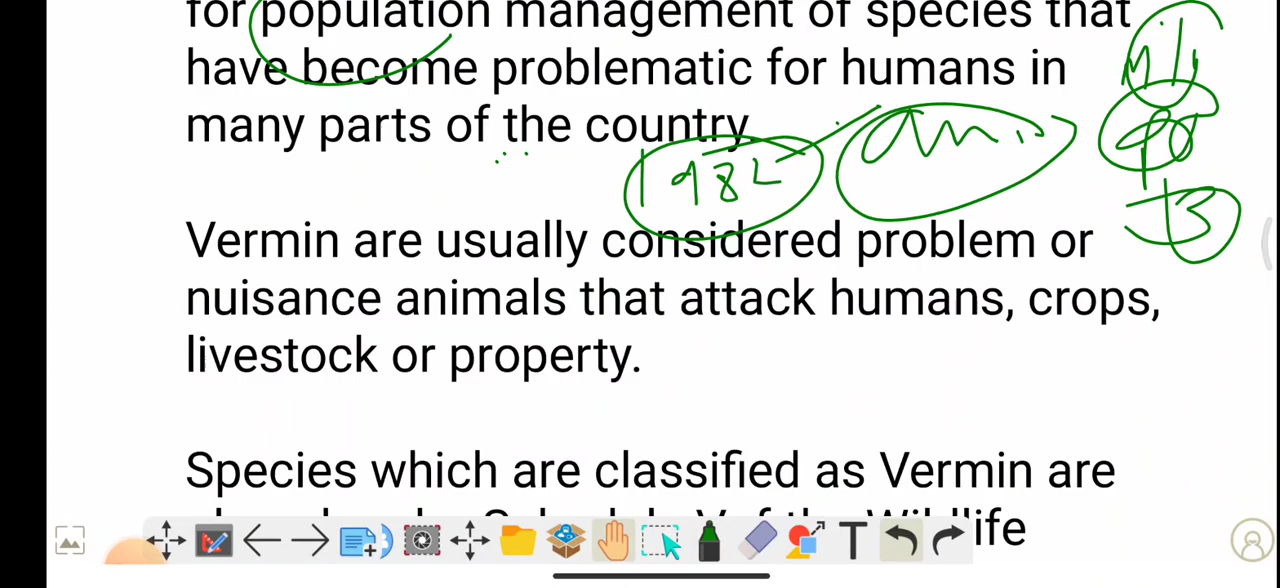 for population management of species that
have become problematic for humans in
many parts of the country
1982
Vermin are usually considered problem or
nuisance animals that attack humans, crops,
livestock or property.
Species which are classified as Vermin are
Wildlife
T